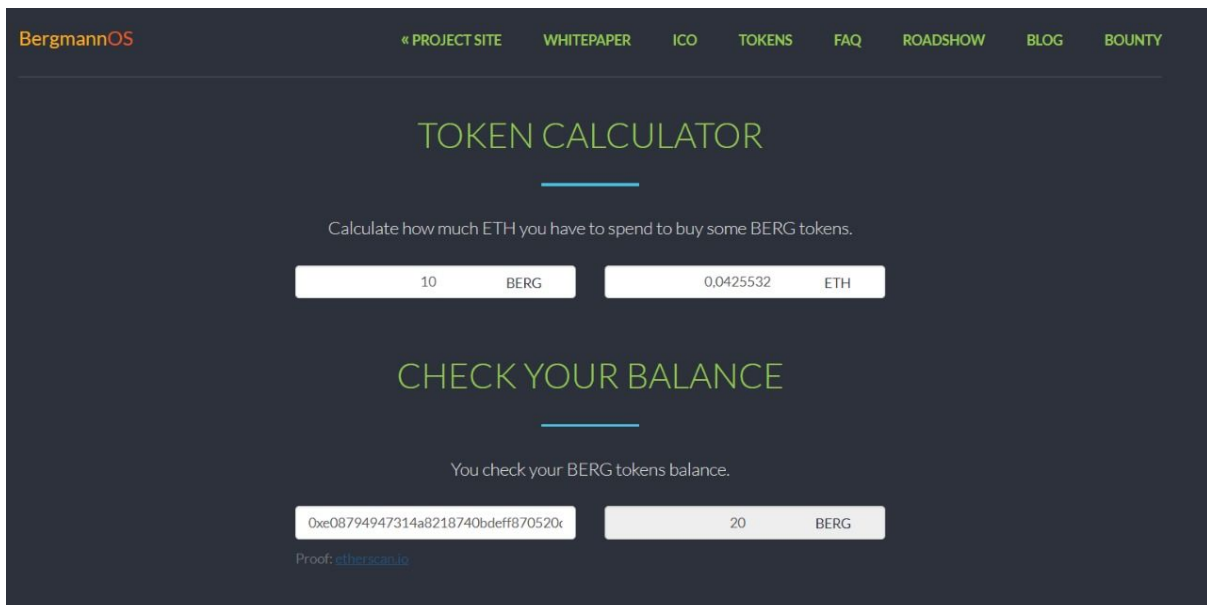 BergmannOS « PROJECT SITE WHITEPAPER ICO TOKENS FAQ ROADSHOW BLOG BOUNTY
TOKEN CALCULATOR
Calculate how much ETH you have to spend to buy some BERG tokens.
10 BERG 0,0425532 ETH
CHECK YOUR BALANCE
You check your BERG tokens balance.
0xe08794947314a8218740bdeff870520 20 BERG
Proof: etherscan.io